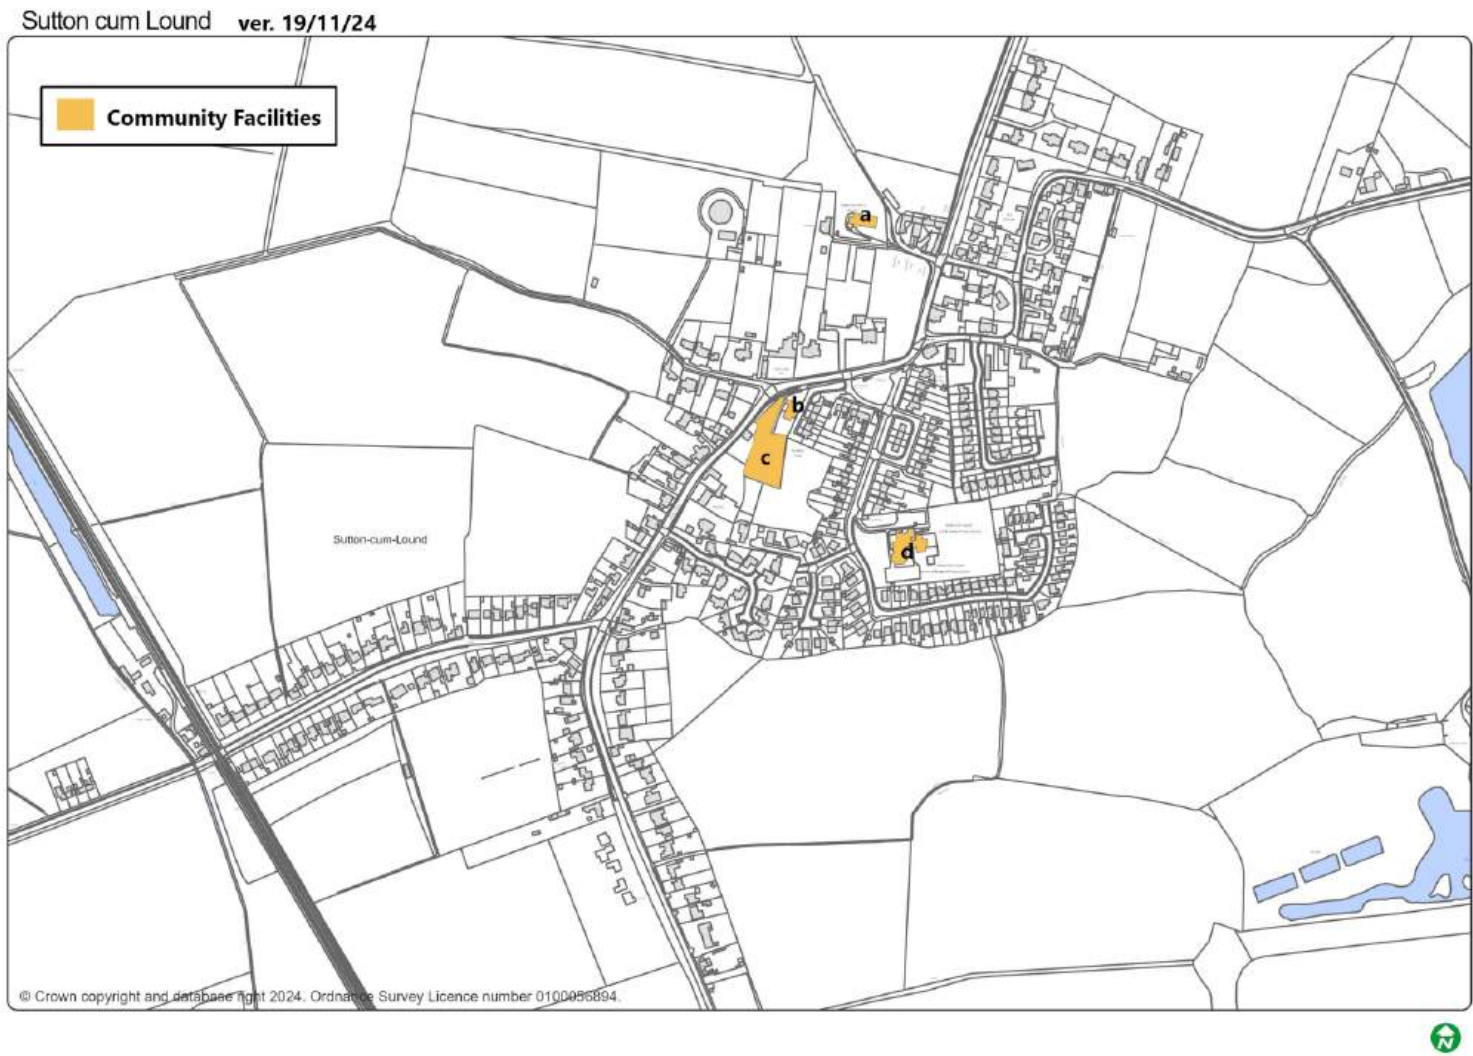 Sutton cum Lound ver. 19/11/24
Community Facilities
a
b
c
d
Sutton-cum-Lound
© Crown copyright and database right 2024. Ordnance Survey Licence number 0100056894.
N